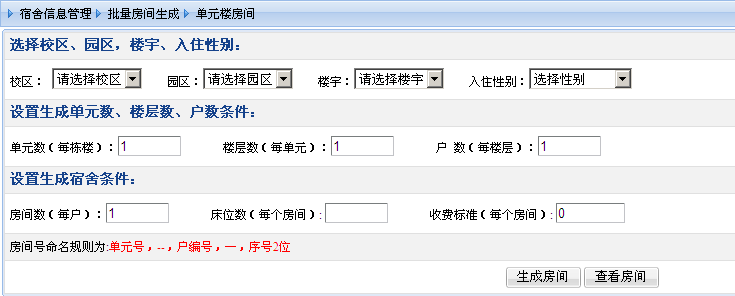 宿舍信息管理 批量房间生成 单元楼房间
选择校区、园区，楼宇、入住性别：
校区： 请选择校区 园区：请选择园区 楼宇：请选择楼宇 入住性别：选择性别
设置生成单元数、楼层数、户数条件：
单元数（每栋楼）：1 楼层数（每单元）：1 户 数（每楼层）：1
设置生成宿舍条件：
房间数（每户）：1 床位数（每个房间）: 收费标准（每个房间）: 0
房间号命名规则为:单元号，--，户编号，一，序号2位
生成房间 查看房间